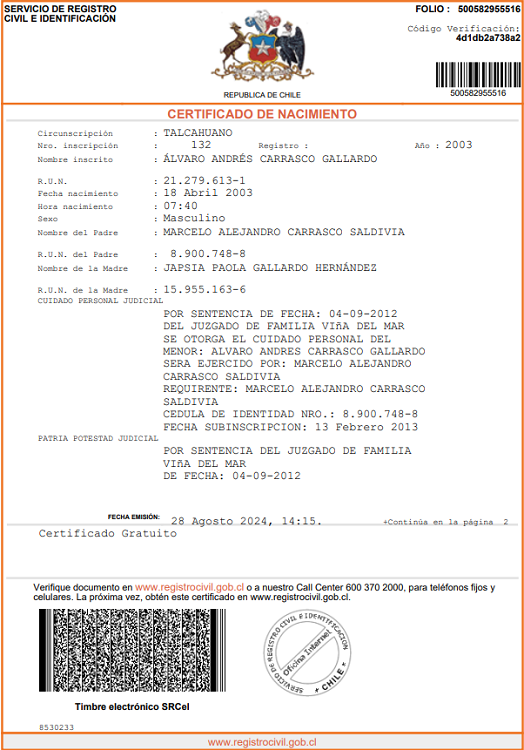 SERVICIO DE REGISTRO
CIVIL E IDENTIFICACIÓN
FOLIO : 500582955516
Código Verificación:
4d1db2a738a2
500582955516
REPUBLICA DE CHILE
CERTIFICADO DE NACIMIENTO
Circunscripción : TALCAHUANO
Nro. inscripción : 132 Registro : Año : 2003
Nombre inscrito : ÁLVARO ANDRÉS CARRASCO GALLARDO
R.U.N. : 21.279.613-1
Fecha nacimiento : 18 Abril 2003
Hora nacimiento : 07:40
Sexo : Masculino
Nombre del Padre : MARCELO ALEJANDRO CARRASCO SALDIVIA
R.U.N. del Padre : 8.900.748-8
Nombre de la Madre : JAPSIA PAOLA GALLARDO HERNÁNDEZ
R.U.N. de la Madre : 15.955.163-6
CUIDADO PERSONAL JUDICIAL
POR SENTENCIA DE FECHA: 04-09-2012
DEL JUZGADO DE FAMILIA VIñA DEL MAR
SE OTORGA EL CUIDADO PERSONAL DEL
MENOR: ALVARO ANDRES CARRASCO GALLARDO
SERA EJERCIDO POR: MARCELO ALEJANDRO
CARRASCO SALDIVIA
REQUIRENTE: MARCELO ALEJANDRO CARRASCO
SALDIVIA
CEDULA DE IDENTIDAD NRO.: 8.900.748-8
FECHA SUBINSCRIPCION: 13 Febrero 2013
PATRIA POTESTAD JUDICIAL
POR SENTENCIA DEL JUZGADO DE FAMILIA
VIñA DEL MAR
DE FECHA: 04-09-2012
FECHA EMISIÓN: 28 Agosto 2024, 14:15. +Continúa en la página 2
Certificado Gratuito
Verifique documento en www.registrocivil.gob.cl o a nuestro Call Center 600 370 2000, para teléfonos fijos y
celulares. La próxima vez, obtén este certificado en www.registrocivil.gob.cl.
SERVICIO DE REGISTRO CIVIL E IDENTIFICACIÓN
Oficina Internet
★ CHILE ★
Timbre electrónico SRCeI
8530233
www.registrocivil.gob.cl